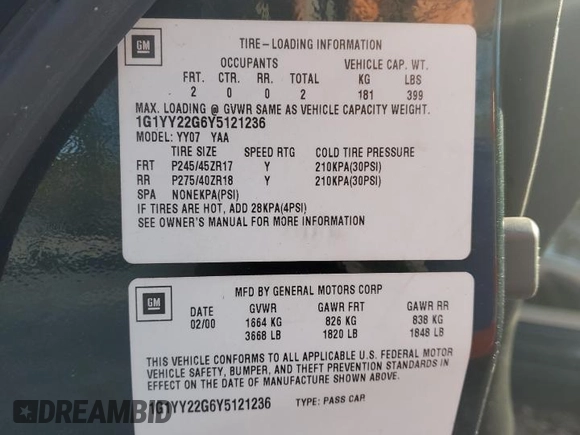 GM
TIRE-LOADING INFORMATION
OCCUPANTS VEHICLE CAP. WT.
FRT. CTR. RR. TOTAL KG LBS
2 0 0 2 181 399
MAX. LOADING @ GVWR SAME AS VEHICLE CAPACITY WEIGHT.
1G1YY22G6Y5121236
MODEL: YY07 YAA
TIRE SIZE SPEED RTG COLD TIRE PRESSURE
FRT P245/45ZR17 Y 210KPA(30PSI)
RR P275/40ZR18 Y 210KPA(30PSI)
SPA NONEKPA(PSI)
IF TIRES ARE HOT, ADD 28KPA(4PSI)
SEE OWNER'S MANUAL FOR MORE INFORMATION
GM
MFD BY GENERAL MOTORS CORP
DATE GVWR GAWR FRT GAWR RR
02/00 1664 KG 826 KG 838 KG
3668 LB 1820 LB 1848 LB
THIS VEHICLE CONFORMS TO ALL APPLICABLE U.S. FEDERAL MOTOR
VEHICLE SAFETY, BUMPER, AND THEFT PREVENTION STANDARDS IN
EFFECT ON THE DATE OF MANUFACTURE SHOWN ABOVE.
1G1YY22G6Y5121236 TYPE: PASS CAR
DREAMBID